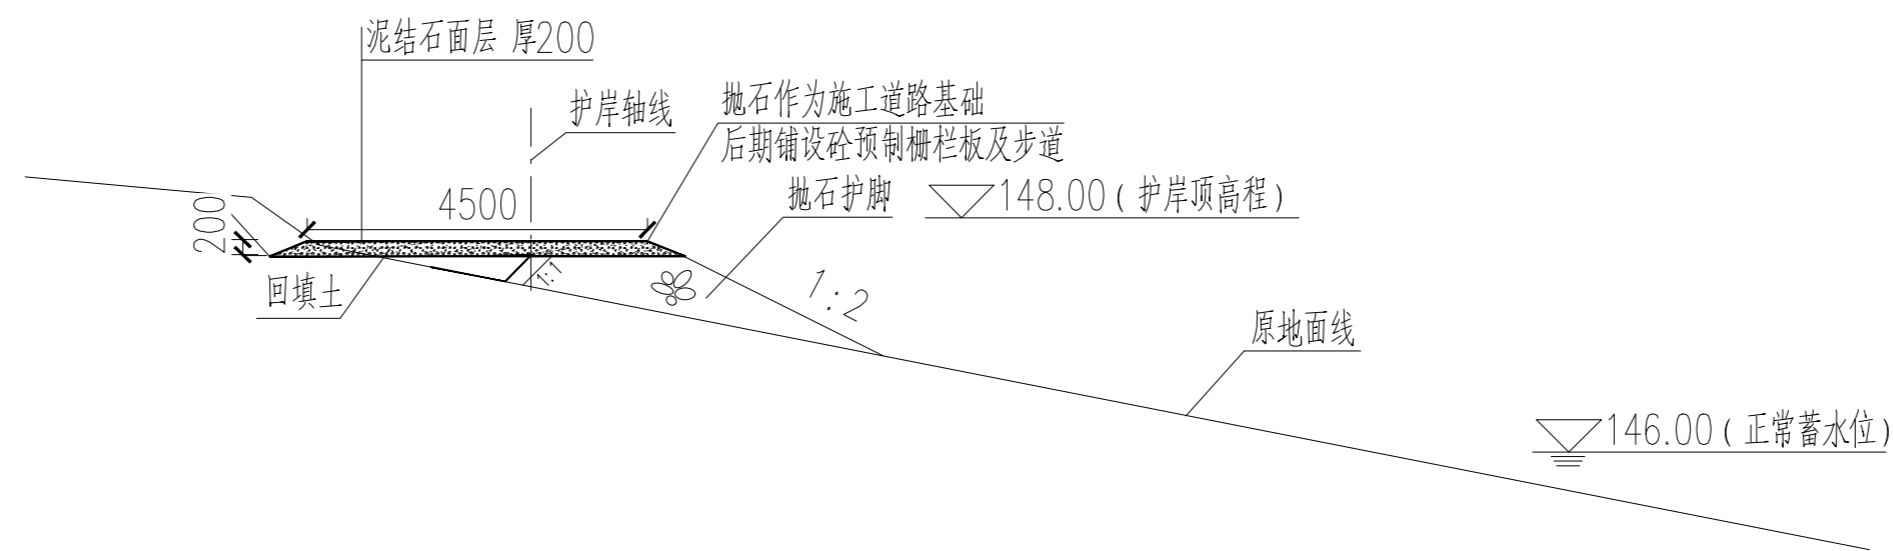 泥结石面层 厚200
护岸轴线
抛石作为施工道路基础
后期铺设砼预制栅栏板及步道
抛石护脚
148.00(护岸顶高程)
4500
200
回填土
1:1
1:2
原地面线
146.00(正常蓄水位)